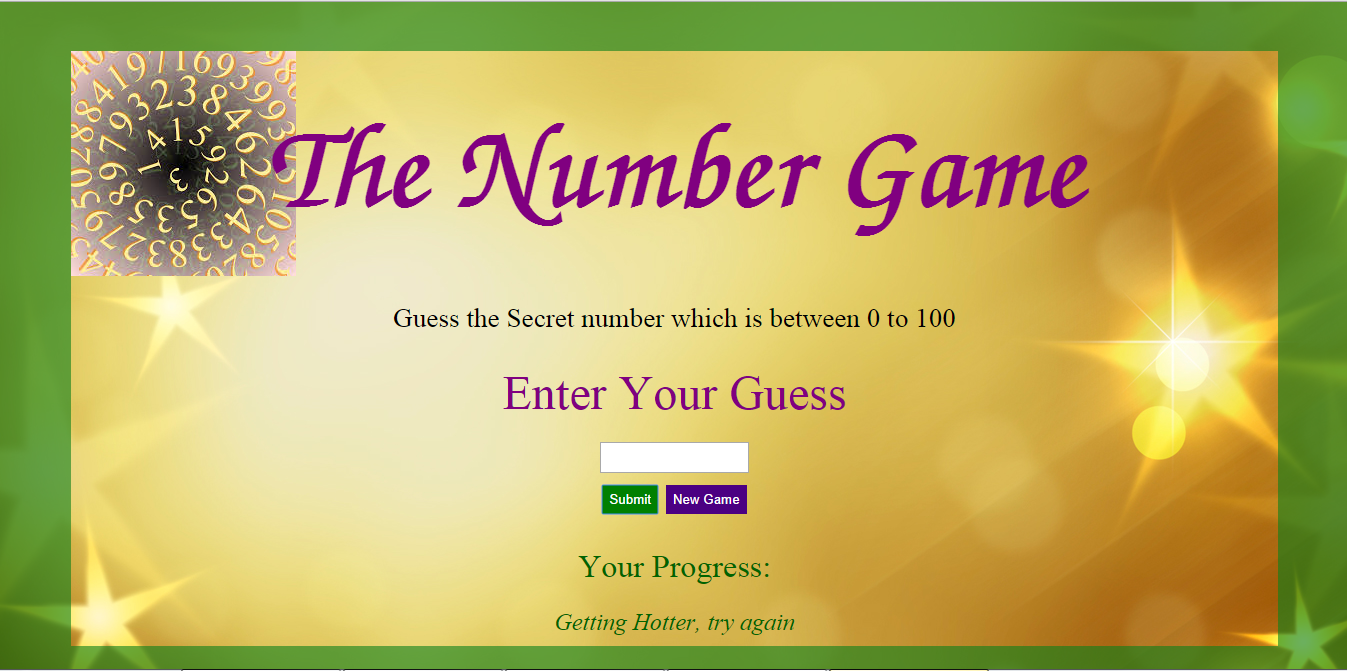 The Number Game
Guess the Secret number which is between 0 to 100
Enter Your Guess
Submit New Game
Your Progress:
Getting Hotter, try again